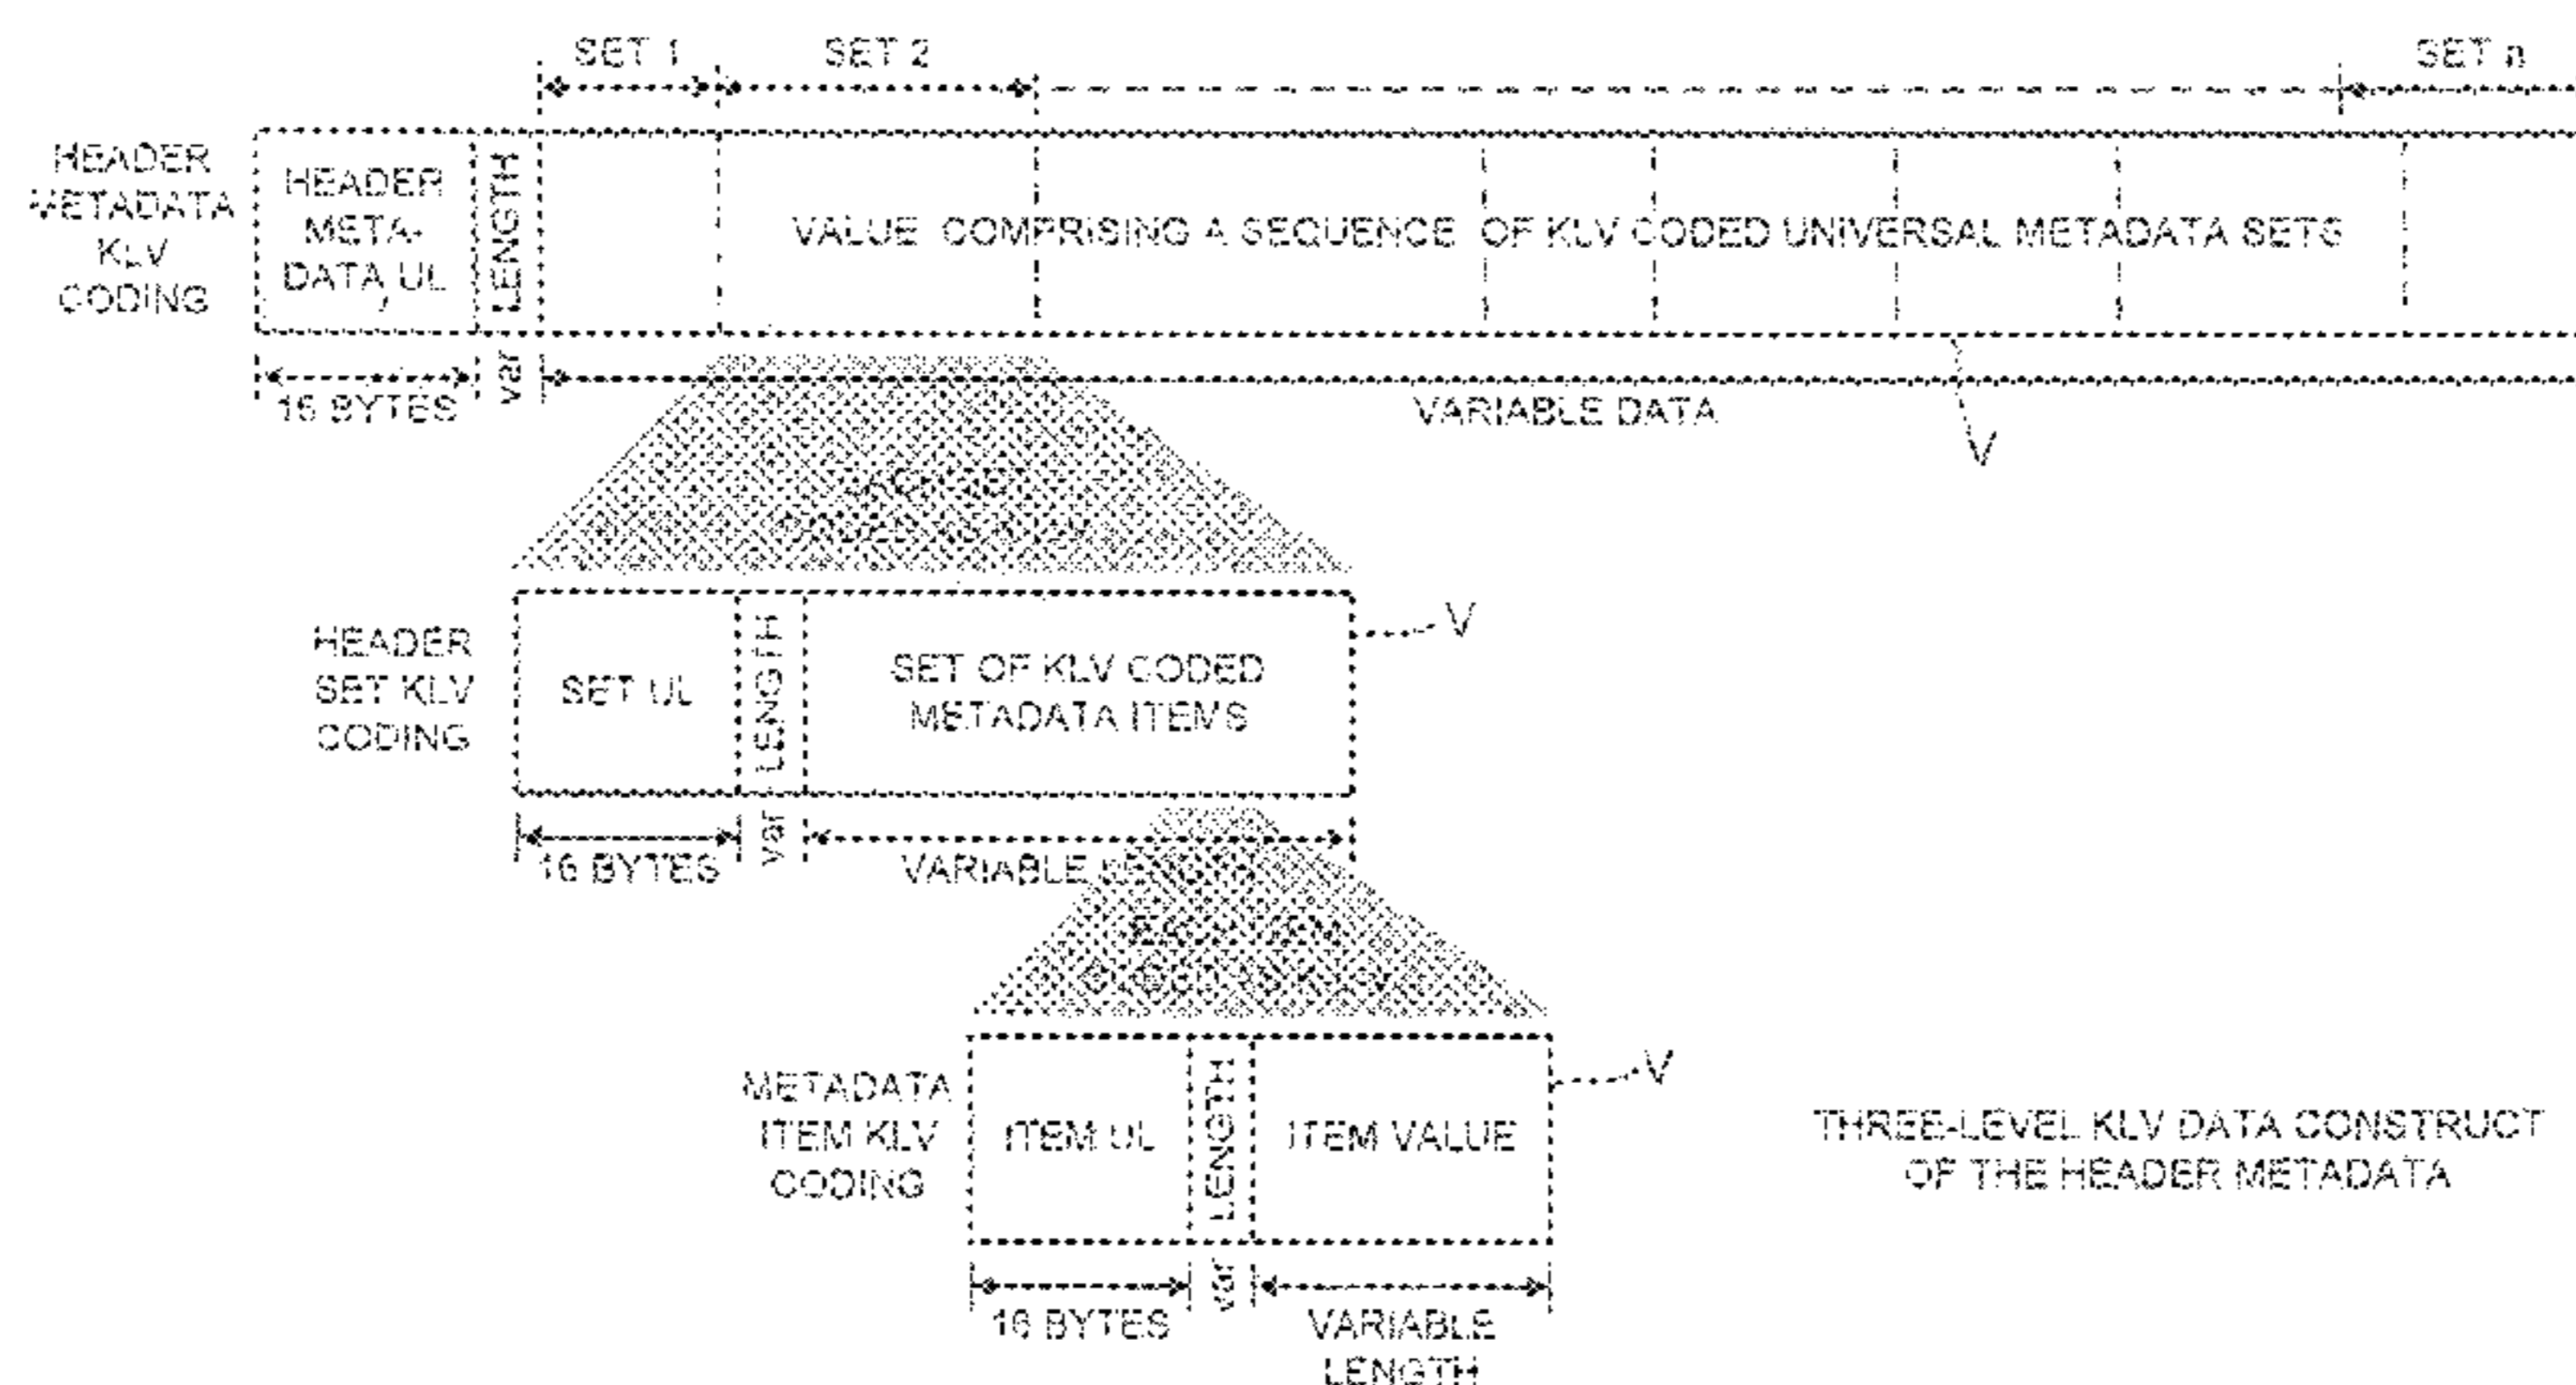 SET 1
SET 2
SET n
HEADER
METADATA
KLV
CODING
HEADER
META-
DATA UL
LENGTH
VALUE COMPRISING A SEQUENCE OF KLV CODED UNIVERSAL METADATA SETS
16 BYTES
var
VARIABLE DATA
V
HEADER
SET KLV
CODING
SET UL
LENGTH
SET OF KLV CODED
METADATA ITEMS
V
16 BYTES
var
VARIABLE
METADATA
ITEM KLV
CODING
ITEM UL
LENGTH
ITEM VALUE
V
16 BYTES
var
VARIABLE
LENGTH
THREE-LEVEL KLV DATA CONSTRUCT
OF THE HEADER METADATA